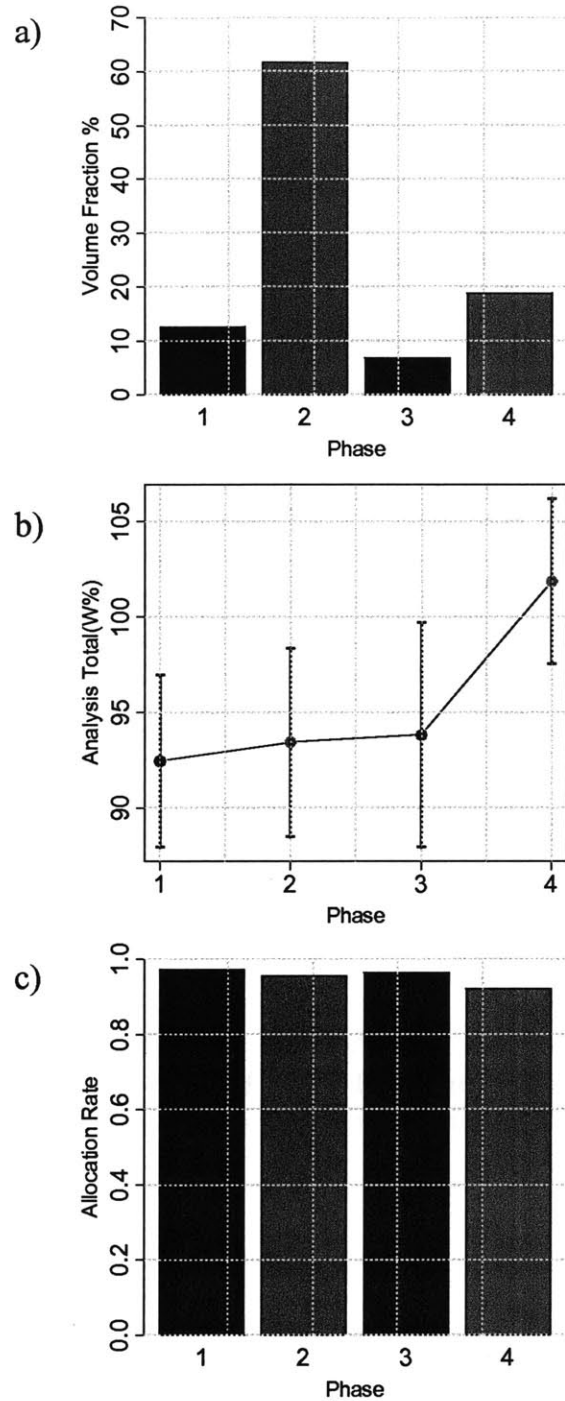 a)
Volume Fraction %
70
60
50
40
30
20
10
0
1 2 3 4
Phase
b)
Analysis Total(W%)
105
100
95
90
1 2 3 4
Phase
c)
Allocation Rate
1.0
0.8
0.6
0.4
0.2
0.0
1 2 3 4
Phase